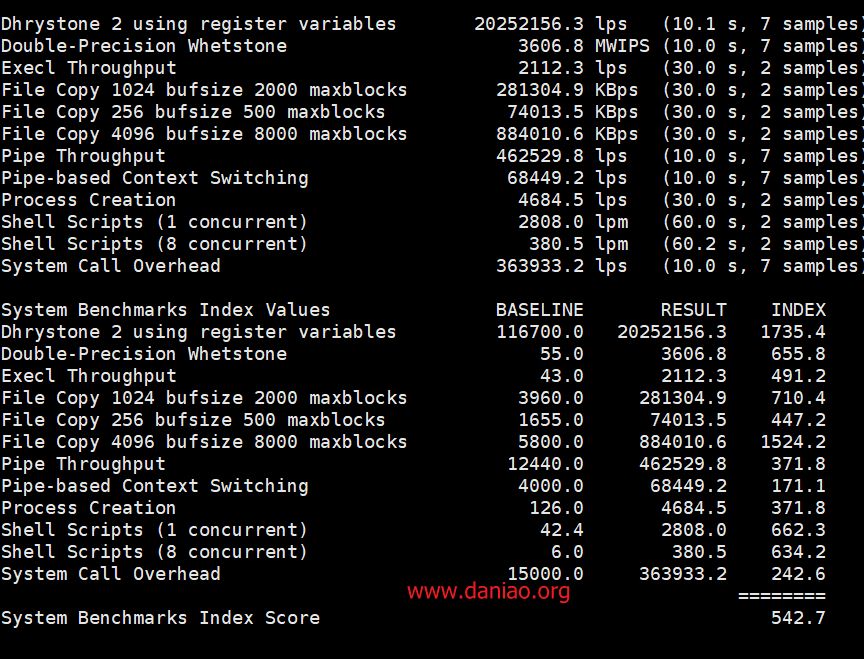 Dhrystone 2 using register variables 20252156.3 lps (10.1 s, 7 samples)
Double-Precision Whetstone 3606.8 MWIPS (10.0 s, 7 samples)
Execl Throughput 2112.3 lps (30.0 s, 2 samples)
File Copy 1024 bufsize 2000 maxblocks 281304.9 KBps (30.0 s, 2 samples)
File Copy 256 bufsize 500 maxblocks 74013.5 KBps (30.0 s, 2 samples)
File Copy 4096 bufsize 8000 maxblocks 884010.6 KBps (30.0 s, 2 samples)
Pipe Throughput 462529.8 lps (10.0 s, 7 samples)
Pipe-based Context Switching 68449.2 lps (10.0 s, 7 samples)
Process Creation 4684.5 lps (30.0 s, 2 samples)
Shell Scripts (1 concurrent) 2808.0 lpm (60.0 s, 2 samples)
Shell Scripts (8 concurrent) 380.5 lpm (60.2 s, 2 samples)
System Call Overhead 363933.2 lps (10.0 s, 7 samples)
System Benchmarks Index Values BASELINE RESULT INDEX
Dhrystone 2 using register variables 116700.0 20252156.3 1735.4
Double-Precision Whetstone 55.0 3606.8 655.8
Execl Throughput 43.0 2112.3 491.2
File Copy 1024 bufsize 2000 maxblocks 3960.0 281304.9 710.4
File Copy 256 bufsize 500 maxblocks 1655.0 74013.5 447.2
File Copy 4096 bufsize 8000 maxblocks 5800.0 884010.6 1524.2
Pipe Throughput 12440.0 462529.8 371.8
Pipe-based Context Switching 4000.0 68449.2 171.1
Process Creation 126.0 4684.5 371.8
Shell Scripts (1 concurrent) 42.4 2808.0 662.3
Shell Scripts (8 concurrent) 6.0 380.5 634.2
System Call Overhead 15000.0 363933.2 242.6
www.daniao.org
========
System Benchmarks Index Score 542.7